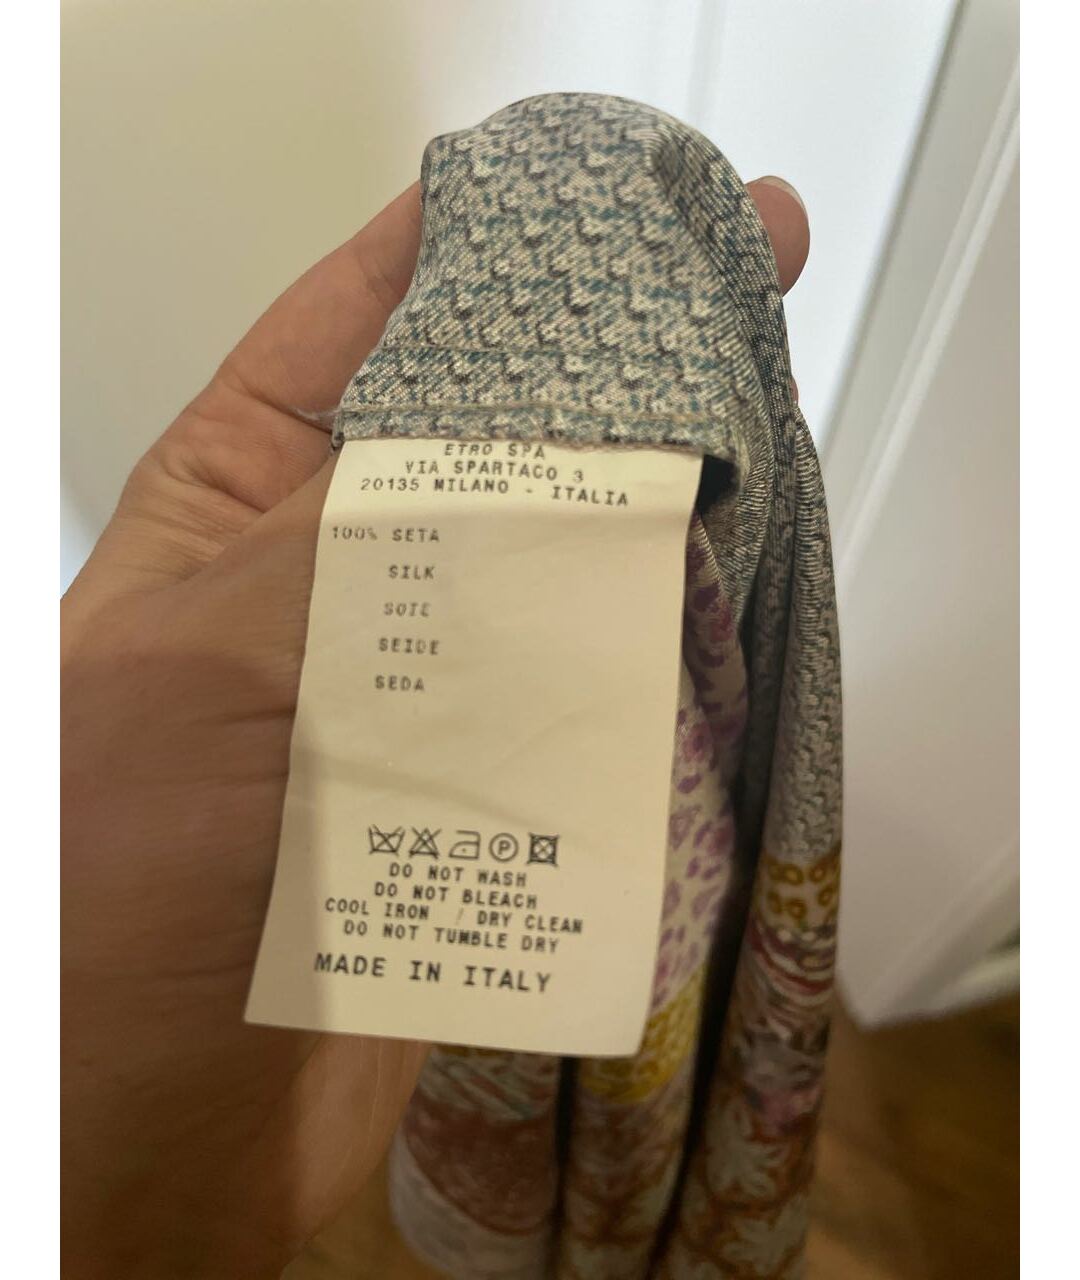 ETRO SPA
VIA SPARTACO 3
20135 MILANO - ITALIA
100% SETA
SILK
SOIE
SEIDE
SEDA
P
DO NOT WASH
DO NOT BLEACH
COOL IRON / DRY CLEAN
DO NOT TUMBLE DRY
MADE IN ITALY